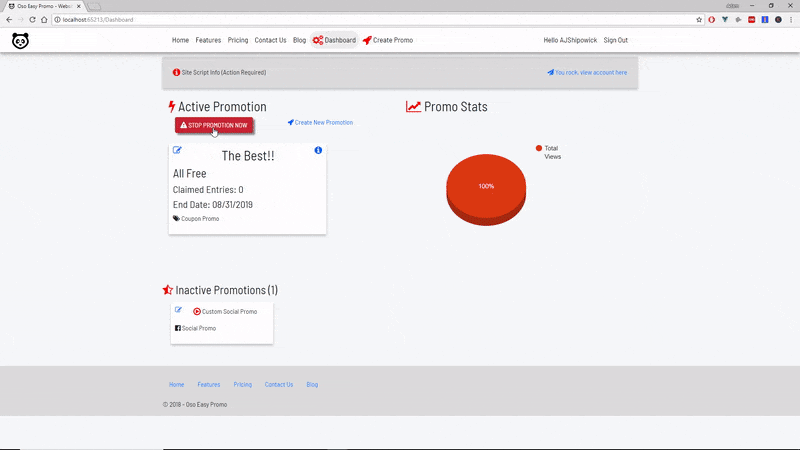 Oso Easy Promo - Websi
localhost:65213/Dashboard
Home Features Pricing Contact Us Blog Dashboard Create Promo Hello AJShipowick Sign Out
Site Script Info (Action Required) You rock, view account here
Active Promotion
STOP PROMOTION NOW
Create New Promotion
The Best!!
All Free
Claimed Entries: 0
End Date: 08/31/2019
Coupon Promo
Promo Stats
100%
Total
Views
Inactive Promotions (1)
Custom Social Promo
Social Promo
Home Features Pricing Contact Us Blog
© 2018 - Oso Easy Promo